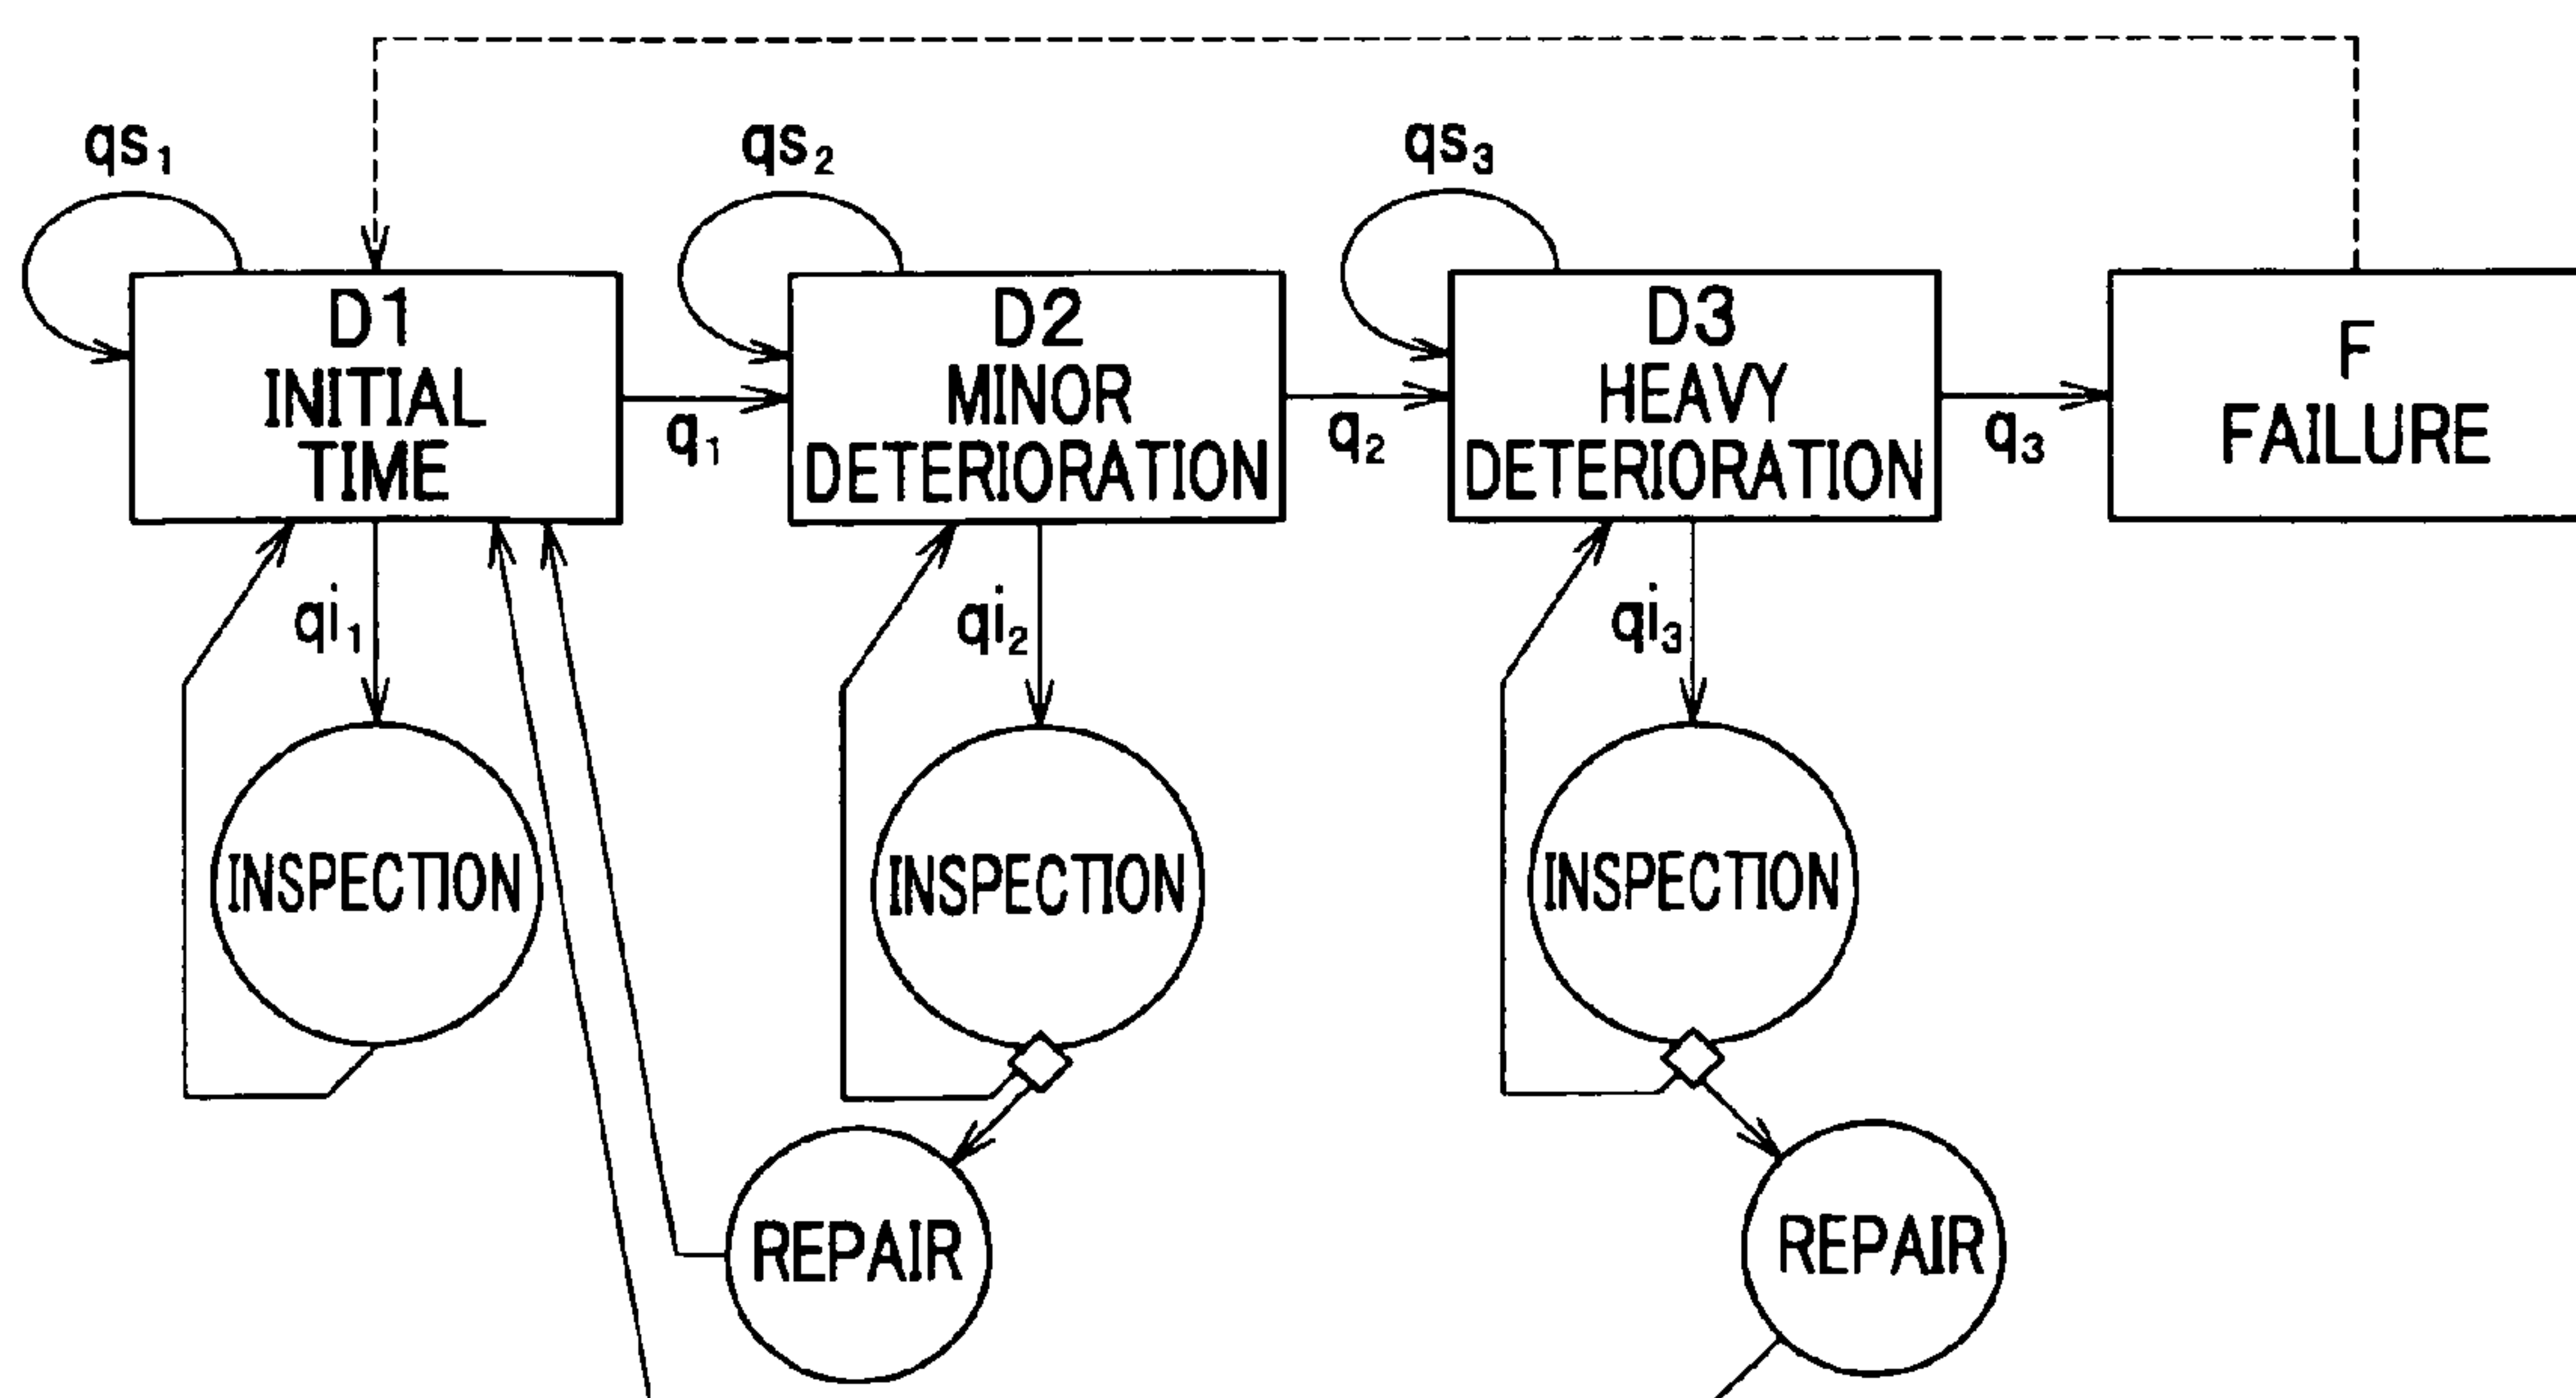 qs₁
qs₂
qs₃
D1
INITIAL
TIME
D2
MINOR
DETERIORATION
D3
HEAVY
DETERIORATION
F
FAILURE
q₁
q₂
q₃
qi₁
qi₂
qi₃
INSPECTION
INSPECTION
INSPECTION
REPAIR
REPAIR